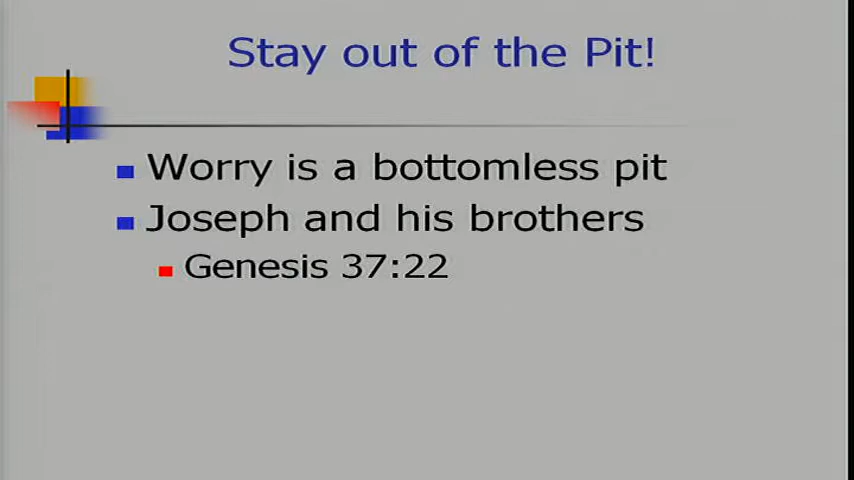 Stay out of the Pit!
Worry is a bottomless pit
Joseph and his brothers
Genesis 37:22